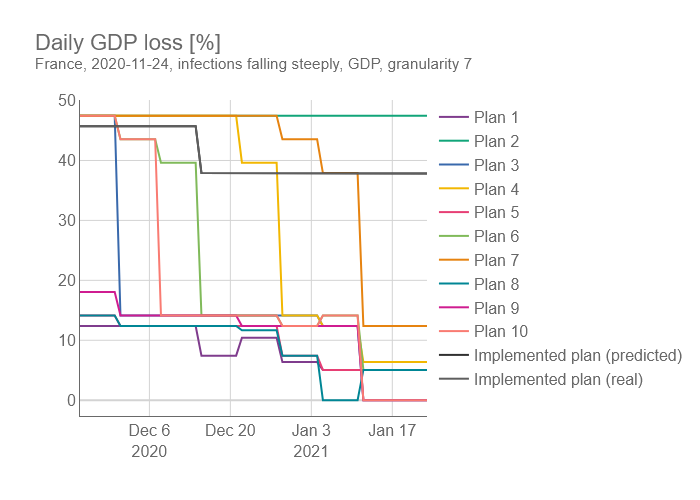 Daily GDP loss [%]
France, 2020-11-24, infections falling steeply, GDP, granularity 7
50
40
30
20
10
0
Dec 6
2020
Dec 20
Jan 3
2021
Jan 17
Plan 1
Plan 2
Plan 3
Plan 4
Plan 5
Plan 6
Plan 7
Plan 8
Plan 9
Plan 10
Implemented plan (predicted)
Implemented plan (real)